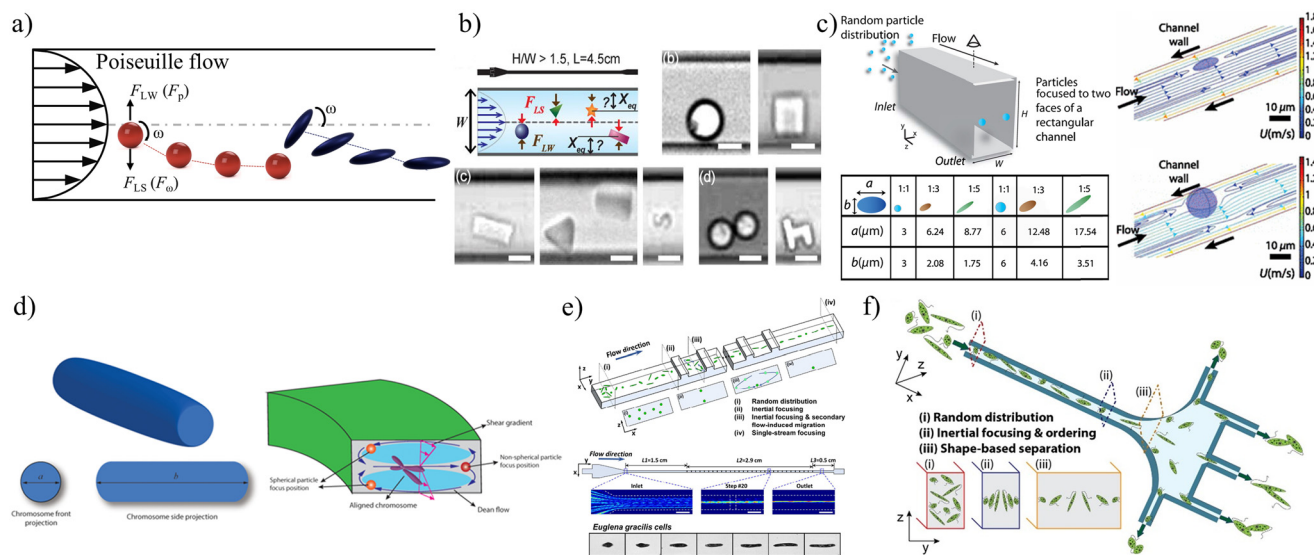 a)
Poiseuille flow
F_LW (F_p)
ω
ω
F_LS (F_ω)
b)
H/W > 1.5, L=4.5cm
W
F_LS
?
X_eq
F_LW
X_eq
?
(b)
(c)
(d)
c)
Random particle
distribution
Flow
Inlet
Particles
focused to two
faces of a
rectangular
channel
H
y
x
z
Outlet
W
a
b
1:1 1:3 1:5 1:1 1:3 1:5
a(μm) 3 6.24 8.77 6 12.48 17.54
b(μm) 3 2.08 1.75 6 4.16 3.51
Channel
wall
Flow
10 μm
U(m/s)
Channel
wall
Flow
10 μm
U(m/s)
d)
a
b
Chromosome front
projection
Chromosome side projection
Shear gradient
Non-spherical particle
focus position
Spherical particle
focus position
Aligned chromosome
Dean flow
e)
Flow direction
(i)
(ii)
(iii)
(iv)
z
y
x
(i) Random distribution
(ii) Inertial focusing
(iii) Inertial focusing & secondary
flow-induced migration
(iv) Single-stream focusing
z
x
Flow direction
y
x
L1=1.5 cm
L2=2.9 cm
L3=0.5 cm
Inlet
Step #20
Outlet
Euglena gracilis cells
f)
(i)
(ii)
(iii)
y
z
x
(i) Random distribution
(ii) Inertial focusing & ordering
(iii) Shape-based separation
(i)
(ii)
(iii)
z
y